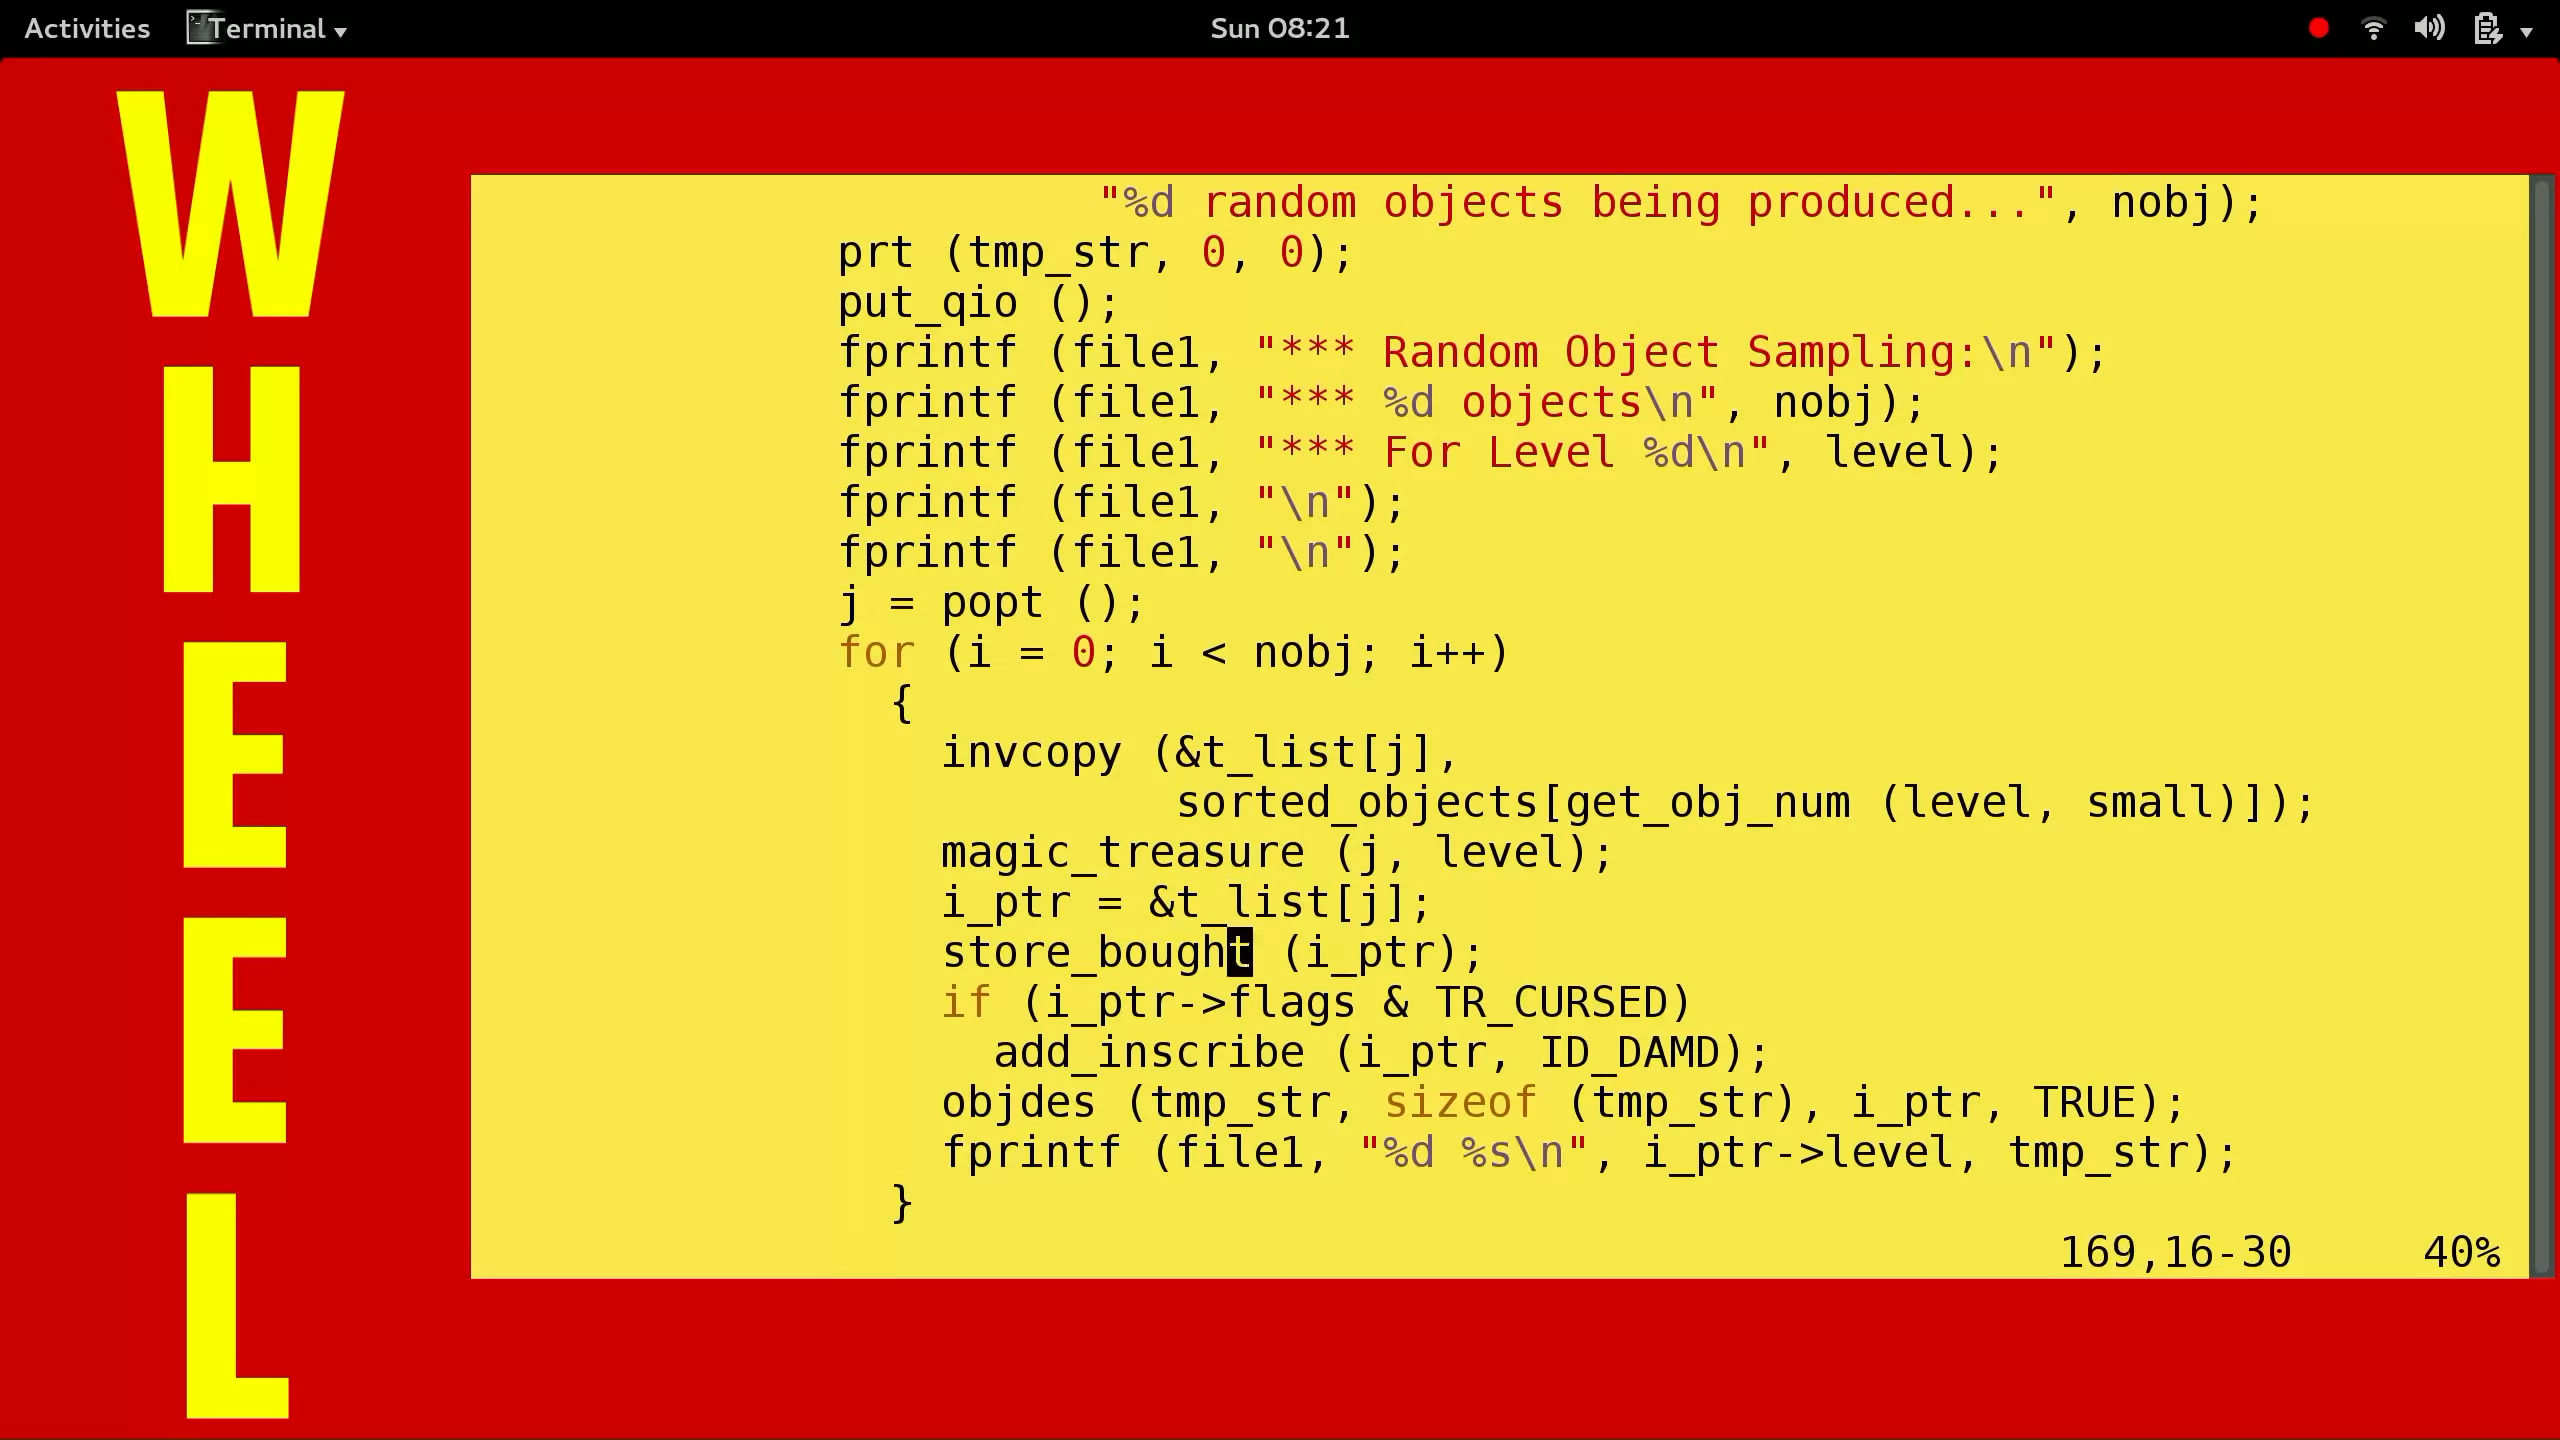 Activities Terminal Sun 08:21
WHEEL
"%d random objects being produced...", nobj);
prt (tmp_str, 0, 0);
put_qio ();
fprintf (file1, "*** Random Object Sampling:\n");
fprintf (file1, "*** %d objects\n", nobj);
fprintf (file1, "*** For Level %d\n", level);
fprintf (file1, "\n");
fprintf (file1, "\n");
j = popt ();
for (i = 0; i < nobj; i++)
{
invcopy (&t_list[j],
sorted_objects[get_obj_num (level, small)]);
magic_treasure (j, level);
i_ptr = &t_list[j];
store_bought (i_ptr);
if (i_ptr->flags & TR_CURSED)
add_inscribe (i_ptr, ID_DAMD);
objdes (tmp_str, sizeof (tmp_str), i_ptr, TRUE);
fprintf (file1, "%d %s\n", i_ptr->level, tmp_str);
}
169,16-30 40%